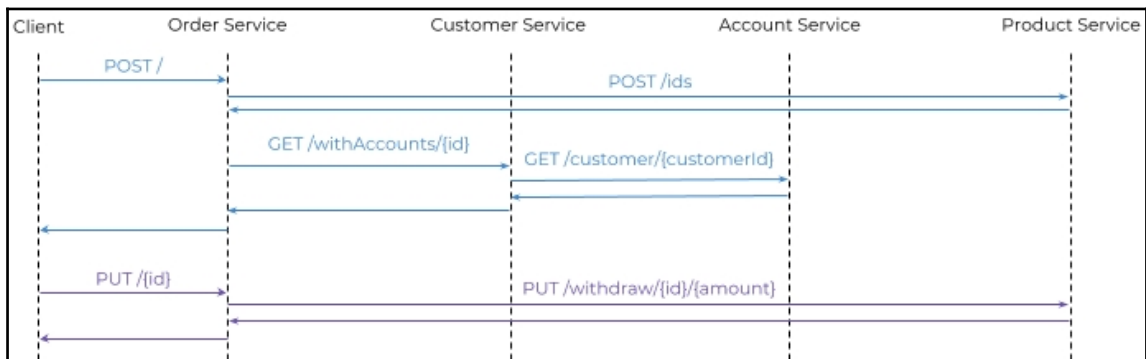 Client
Order Service
Customer Service
Account Service
Product Service
POST /
POST /ids
GET /withAccounts/{id}
GET /customer/{customerId}
PUT /{id}
PUT /withdraw/{id}/{amount}